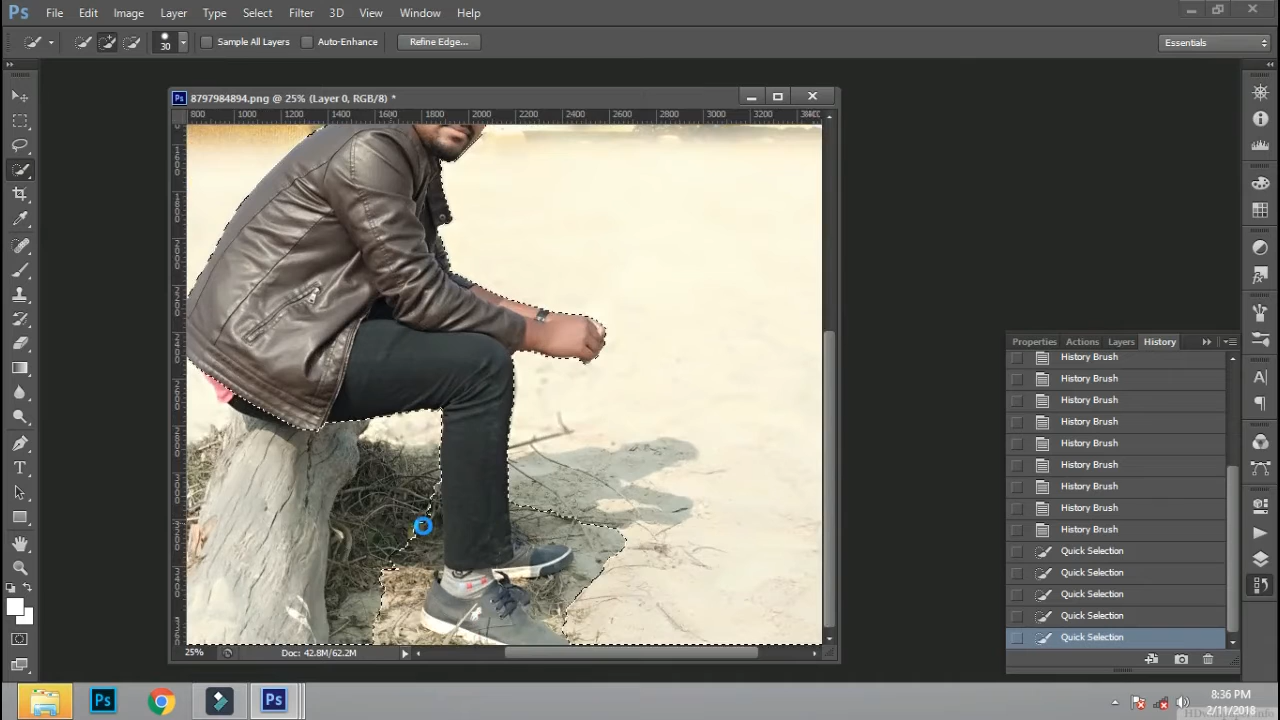 Ps File Edit Image Layer Type Select Filter 3D View Window Help
30 Sample All Layers Auto-Enhance Refine Edge... Essentials
Ps 8797984894.png @ 25% (Layer 0, RGB/8) *
800 1000 1200 1400 1600 1800 2000 2200 2400 2600 2800 3000 3200 3400
Properties Actions Layers History
History Brush
History Brush
History Brush
History Brush
History Brush
History Brush
History Brush
History Brush
History Brush
Quick Selection
Quick Selection
Quick Selection
Quick Selection
Quick Selection
25% Doc: 42.8M/62.2M
Ps Ps
8:36 PM
2/11/2018